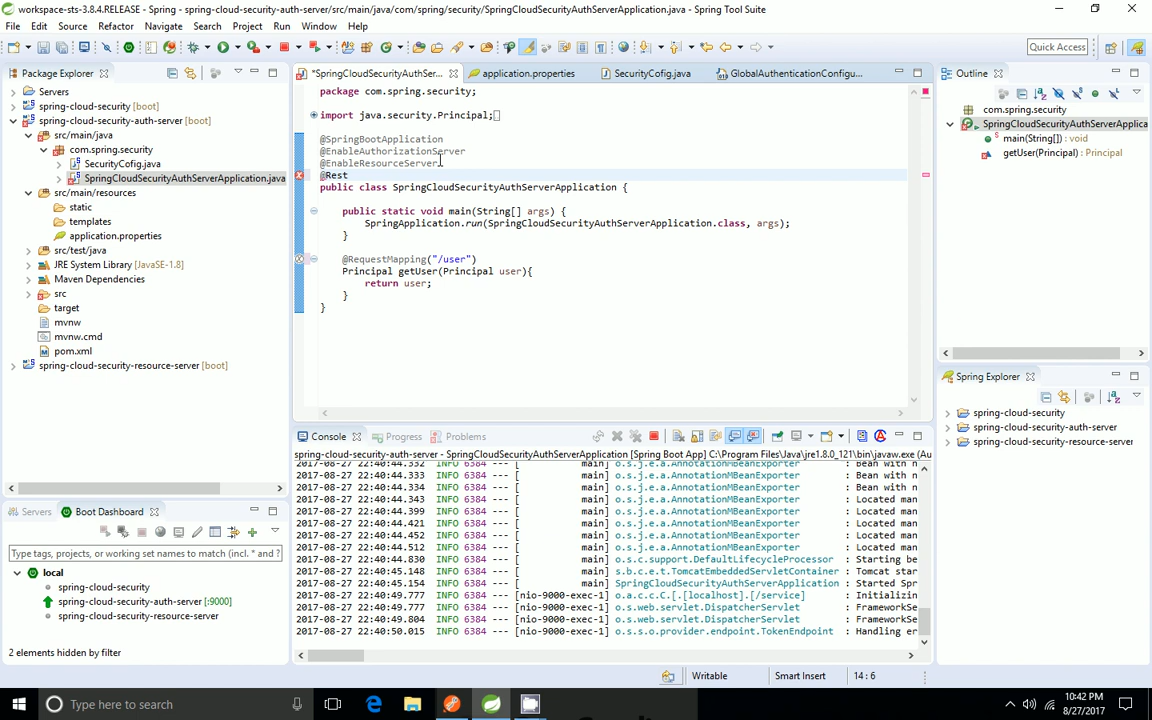 workspace-sts-3.8.4.RELEASE - Spring - spring-cloud-security-auth-server/src/main/java/com/spring/security/SpringCloudSecurityAuthServerApplication.java - Spring Tool Suite
File Edit Source Refactor Navigate Search Project Run Window Help
Quick Access
Package Explorer
Servers
spring-cloud-security [boot]
spring-cloud-security-auth-server [boot]
src/main/java
com.spring.security
SecurityCofig.java
SpringCloudSecurityAuthServerApplication.java
src/main/resources
static
templates
application.properties
src/test/java
JRE System Library [JavaSE-1.8]
Maven Dependencies
src
target
mvnw
mvnw.cmd
pom.xml
spring-cloud-security-resource-server [boot]
*SpringCloudSecurityAuthSer... application.properties SecurityCofig.java GlobalAuthenticationConfigu...
package com.spring.security;
import java.security.Principal;
@SpringBootApplication
@EnableAuthorizationServer
@EnableResourceServer
@Rest
public class SpringCloudSecurityAuthServerApplication {
public static void main(String[] args) {
SpringApplication.run(SpringCloudSecurityAuthServerApplication.class, args);
}
@RequestMapping("/user")
Principal getUser(Principal user){
return user;
}
}
Outline
com.spring.security
SpringCloudSecurityAuthServerApplica
main(String[]) : void
getUser(Principal) : Principal
Spring Explorer
spring-cloud-security
spring-cloud-security-auth-server
spring-cloud-security-resource-server
Servers Boot Dashboard
Type tags, projects, or working set names to match (incl. * and ?
local
spring-cloud-security
spring-cloud-security-auth-server [:9000]
spring-cloud-security-resource-server
2 elements hidden by filter
Console Progress Problems
spring-cloud-security-auth-server - SpringCloudSecurityAuthServerApplication [Spring Boot App] C:\Program Files\Java\jre1.8.0_121\bin\javaw.exe (Au
2017-08-27 22:40:44.332 INFO 6384 --- [ main] o.s.j.e.a.AnnotationMBeanExporter : Bean with n
2017-08-27 22:40:44.333 INFO 6384 --- [ main] o.s.j.e.a.AnnotationMBeanExporter : Bean with n
2017-08-27 22:40:44.334 INFO 6384 --- [ main] o.s.j.e.a.AnnotationMBeanExporter : Bean with n
2017-08-27 22:40:44.343 INFO 6384 --- [ main] o.s.j.e.a.AnnotationMBeanExporter : Located man
2017-08-27 22:40:44.399 INFO 6384 --- [ main] o.s.j.e.a.AnnotationMBeanExporter : Located man
2017-08-27 22:40:44.421 INFO 6384 --- [ main] o.s.j.e.a.AnnotationMBeanExporter : Located man
2017-08-27 22:40:44.452 INFO 6384 --- [ main] o.s.j.e.a.AnnotationMBeanExporter : Located man
2017-08-27 22:40:44.512 INFO 6384 --- [ main] o.s.j.e.a.AnnotationMBeanExporter : Located man
2017-08-27 22:40:44.830 INFO 6384 --- [ main] o.s.c.support.DefaultLifecycleProcessor : Starting be
2017-08-27 22:40:45.148 INFO 6384 --- [ main] s.b.c.e.t.TomcatEmbeddedServletContainer : Tomcat star
2017-08-27 22:40:45.154 INFO 6384 --- [ main] SpringCloudSecurityAuthServerApplication : Started Spr
2017-08-27 22:40:49.777 INFO 6384 --- [nio-9000-exec-1] o.a.c.c.C.[.[localhost].[/service] : Initializin
2017-08-27 22:40:49.777 INFO 6384 --- [nio-9000-exec-1] o.s.web.servlet.DispatcherServlet : FrameworkSe
2017-08-27 22:40:49.804 INFO 6384 --- [nio-9000-exec-1] o.s.web.servlet.DispatcherServlet : FrameworkSe
2017-08-27 22:40:50.015 INFO 6384 --- [nio-9000-exec-1] o.s.s.o.provider.endpoint.TokenEndpoint : Handling er
Writable Smart Insert 14 : 6
Type here to search
10:42 PM
8/27/2017